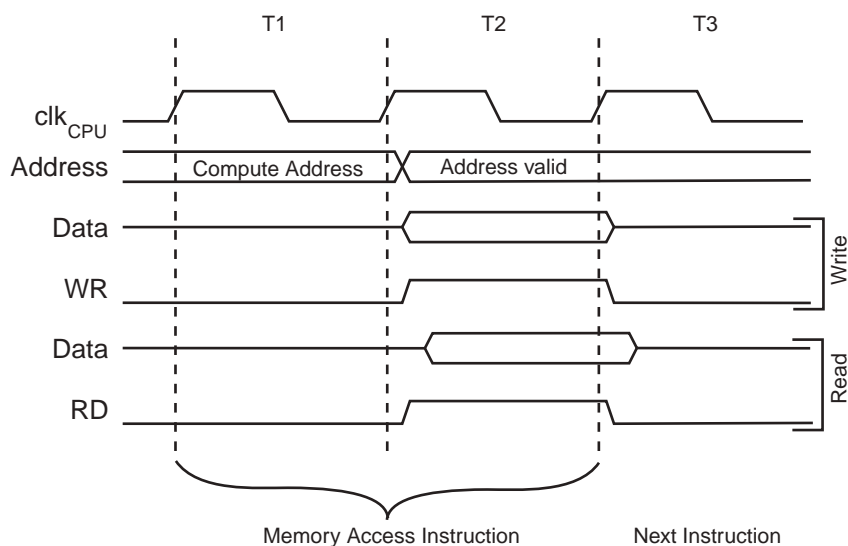 T1 T2 T3
clkCPU
Address Compute Address Address valid
Data
WR
Write
Data
RD
Read
Memory Access Instruction Next Instruction